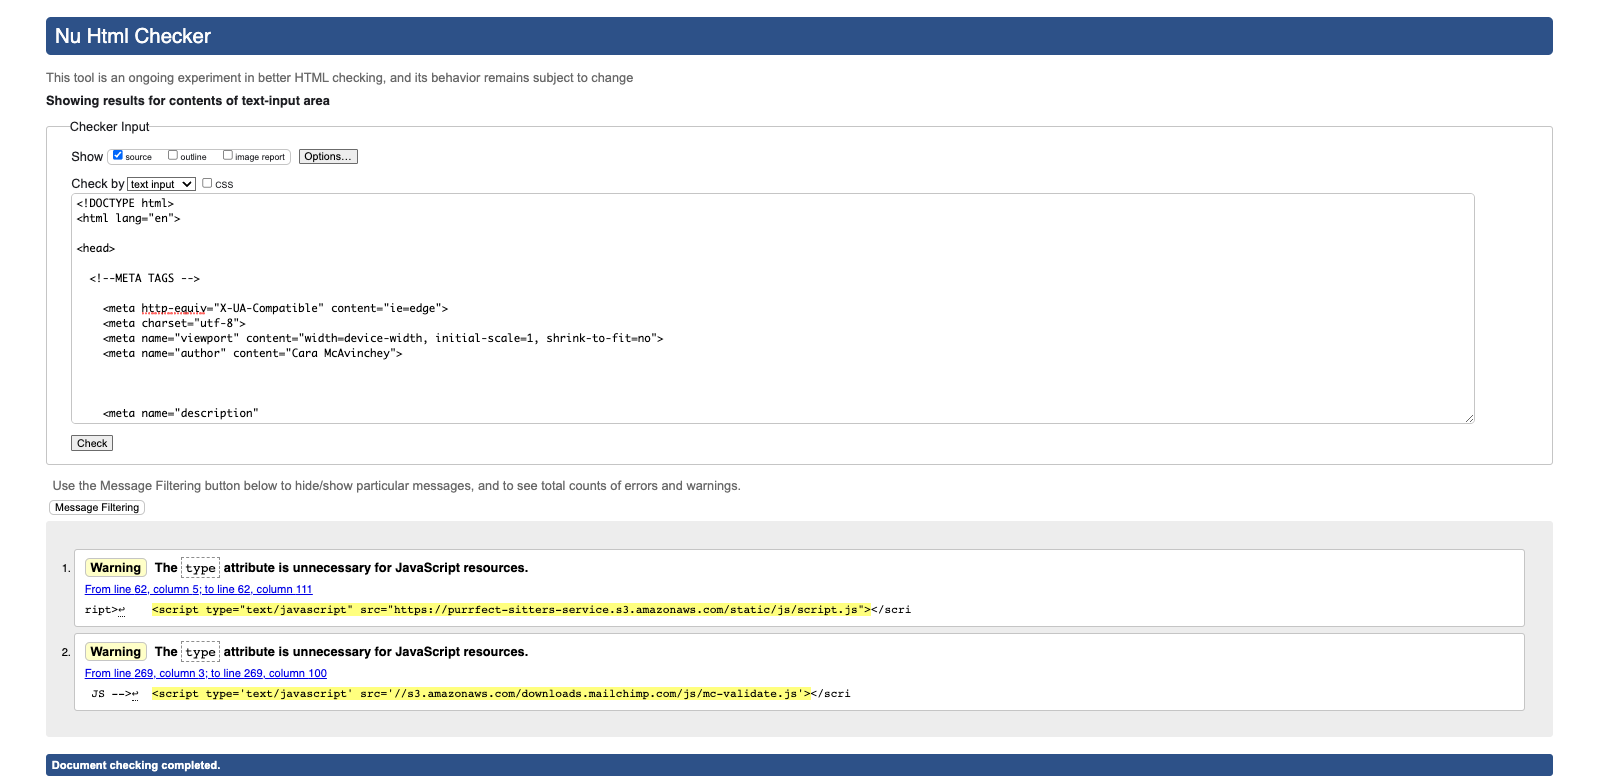 Nu Html Checker
This tool is an ongoing experiment in better HTML checking, and its behavior remains subject to change
Showing results for contents of text-input area
Checker Input
Show source outline image report Options...
Check by text input css
<!DOCTYPE html>
<html lang="en">
<head>
<!--META TAGS -->
<meta http-equiv="X-UA-Compatible" content="ie=edge">
<meta charset="utf-8">
<meta name="viewport" content="width=device-width, initial-scale=1, shrink-to-fit=no">
<meta name="author" content="Cara McAvinchey">
<meta name="description"
Check
Use the Message Filtering button below to hide/show particular messages, and to see total counts of errors and warnings.
Message Filtering
1. Warning The type attribute is unnecessary for JavaScript resources.
From line 62, column 5; to line 62, column 111
ript>↩ <script type="text/javascript" src="https://purrfect-sitters-service.s3.amazonaws.com/static/js/script.js"></scri
2. Warning The type attribute is unnecessary for JavaScript resources.
From line 269, column 3; to line 269, column 100
JS -->↩ <script type='text/javascript' src='//s3.amazonaws.com/downloads.mailchimp.com/js/mc-validate.js'></scri
Document checking completed.